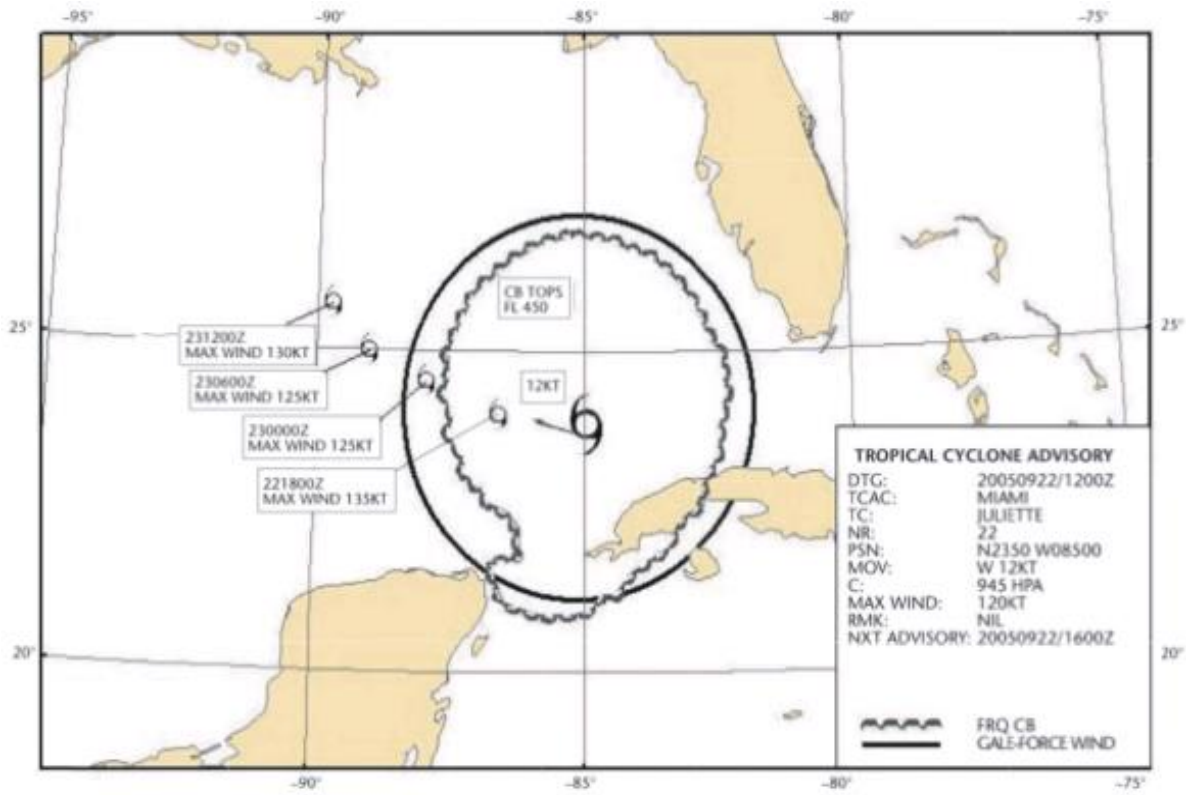 -95° -90° -85° -80° -75°
CB TOPS
FL 450
25° 25°
231200Z
MAX WIND 130KT
230600Z
MAX WIND 125KT
12KT
230000Z
MAX WIND 125KT
221800Z
MAX WIND 135KT
TROPICAL CYCLONE ADVISORY
DTG: 20050922/1200Z
TCAC: MIAMI
TC: JULIETTE
NR: 22
PSN: N2350 W08500
MOV: W 12KT
C: 945 HPA
MAX WIND: 120KT
RMK: NIL
NXT ADVISORY: 20050922/1600Z
20° 20°
FRQ CB
GALE-FORCE WIND
-90° -85° -80° -75°